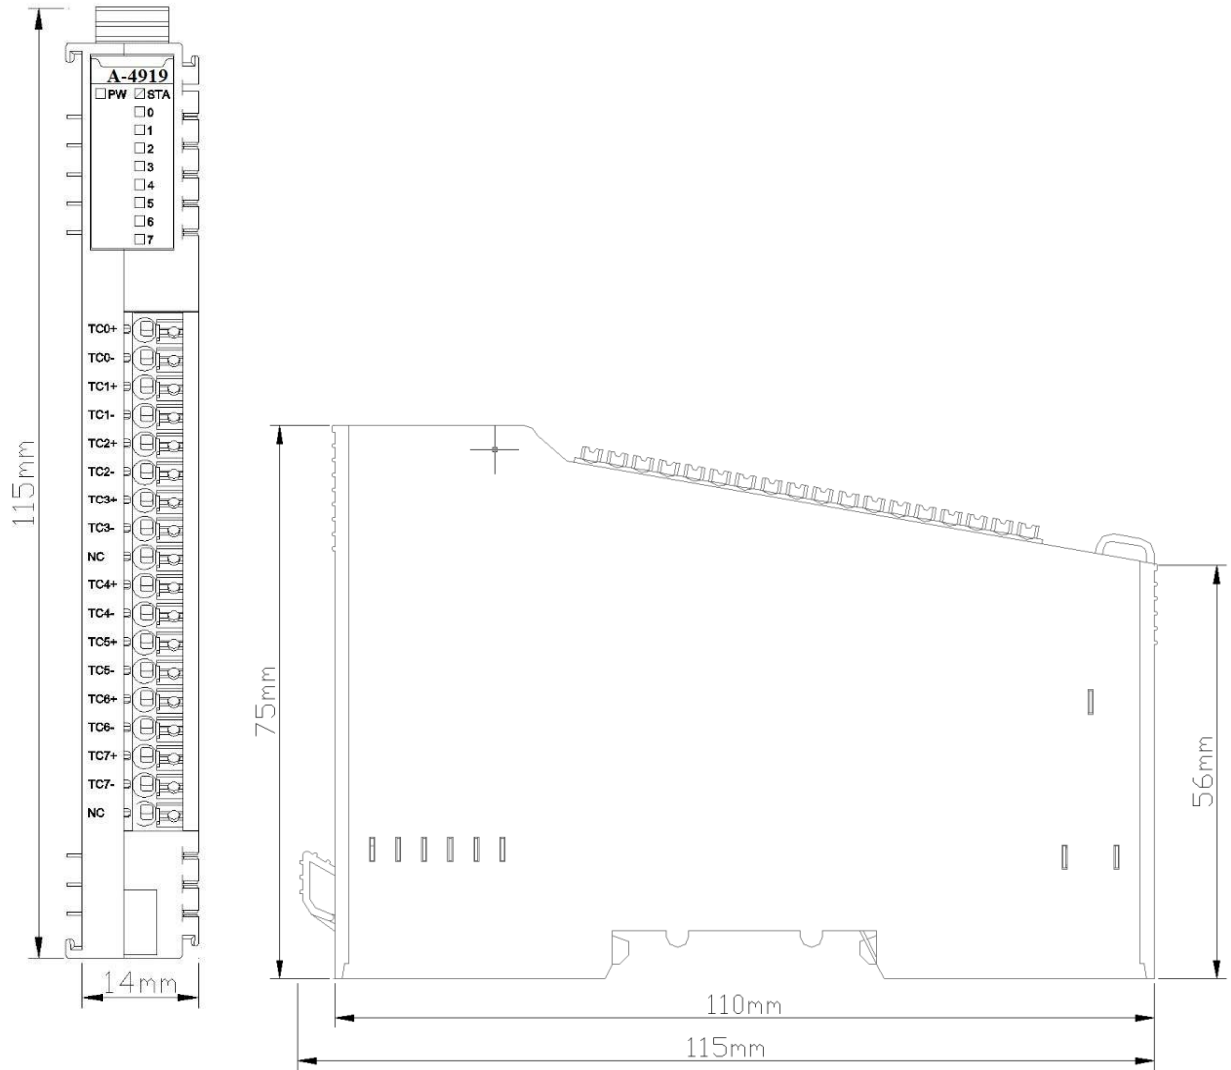 A-4919
PW STA
0
1
2
3
4
5
6
7
TC0+
TC0-
TC1+
TC1-
TC2+
TC2-
TC3+
TC3-
NC
TC4+
TC4-
TC5+
TC5-
TC6+
TC6-
TC7+
TC7-
NC
115mm
14mm
75mm
56mm
110mm
115mm